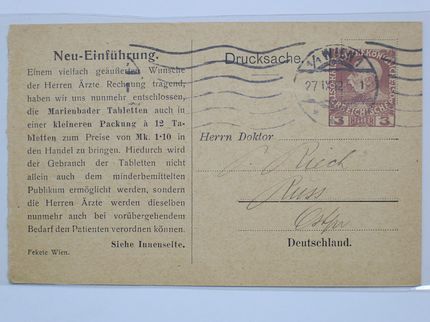 Neu-Einführung.
Einem vielfach geäußerten Wunsche
der Herren Ärzte Rechnung tragend,
haben wir uns nunmehr entschlossen,
die Marienbader Tabletten auch in
einer kleineren Packung à 12 Ta-
bletten zum Preise von Mk. 1·10 in
den Handel zu bringen. Hiedurch wird
der Gebrauch der Tabletten nicht
allein auch dem minderbemittelten
Publikum ermöglicht werden, sondern
die Herren Ärzte werden dieselben
nunmehr auch bei vorübergehendem
Bedarf den Patienten verordnen können.
Siehe Innenseite.
Fekete Wien.
Drucksache.
WIEN
3 HELLER 3
Herrn Doktor
Russ
Ostpr
Deutschland.